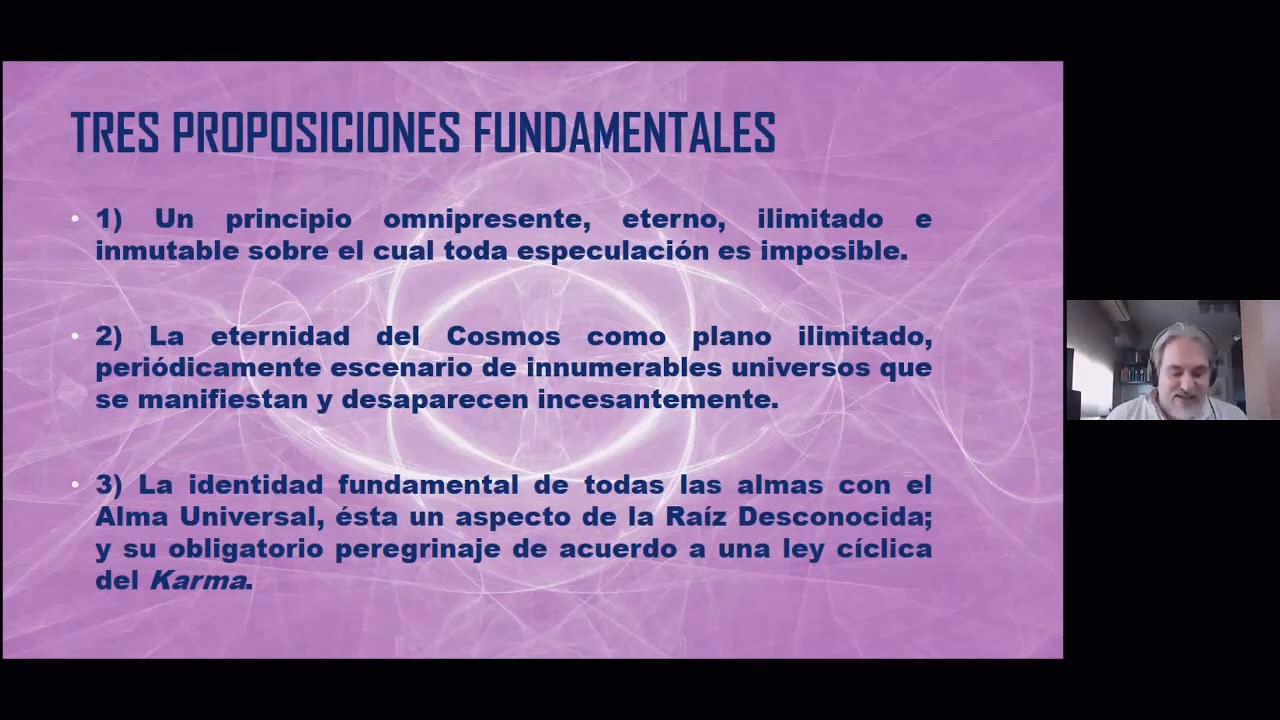 TRES PROPOSICIONES FUNDAMENTALES
• 1) Un principio omnipresente, eterno, ilimitado e
inmutable sobre el cual toda especulación es imposible.
• 2) La eternidad del Cosmos como plano ilimitado,
periódicamente escenario de innumerables universos que
se manifiestan y desaparecen incesantemente.
• 3) La identidad fundamental de todas las almas con el
Alma Universal, ésta un aspecto de la Raíz Desconocida;
y su obligatorio peregrinaje de acuerdo a una ley cíclica
del Karma.